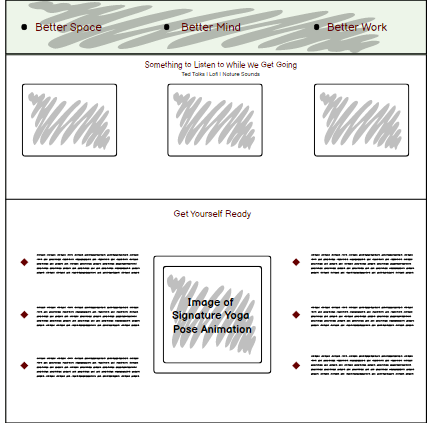 Better Space
Better Mind
Better Work
Something to Listen to While We Get Going
Ted Talks | Lofi | Nature Sounds
Get Yourself Ready
Image of
Signature Yoga
Pose Animation